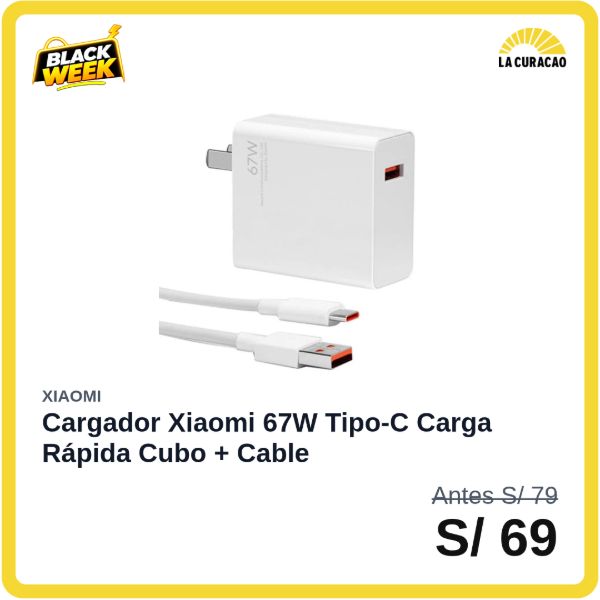 BLACK
WEEK
LA CURACAO
67W
XIAOMI
Cargador Xiaomi 67W Tipo-C Carga
Rápida Cubo + Cable
Antes S/ 79
S/ 69